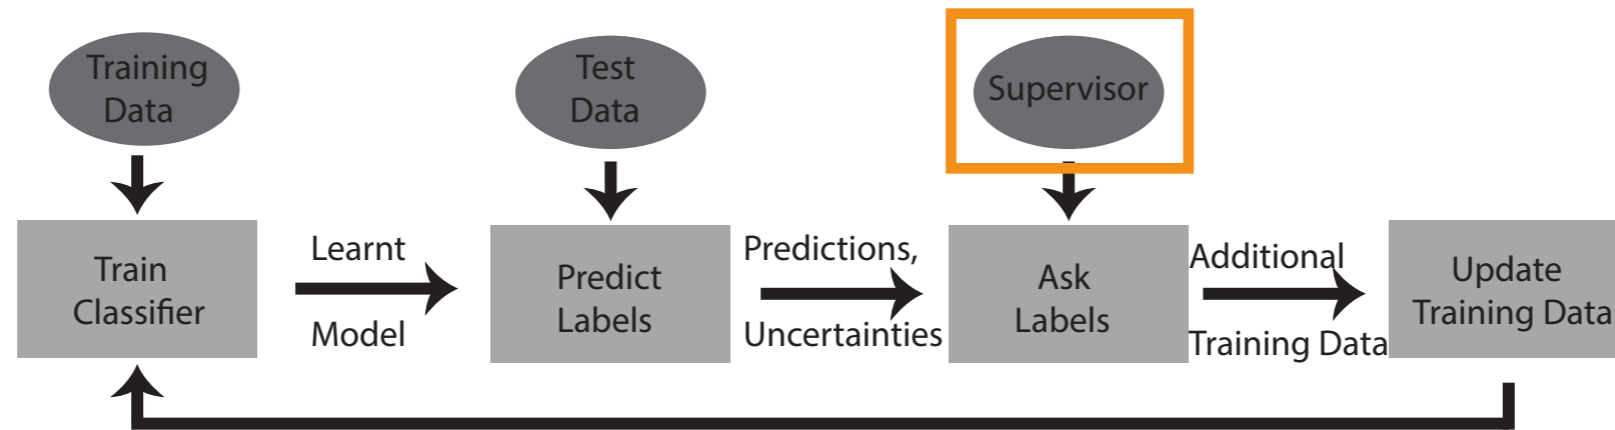 Training
Data
Test
Data
Supervisor
Train
Classifier
Learnt
Model
Predict
Labels
Predictions,
Uncertainties
Ask
Labels
Additional
Training Data
Update
Training Data